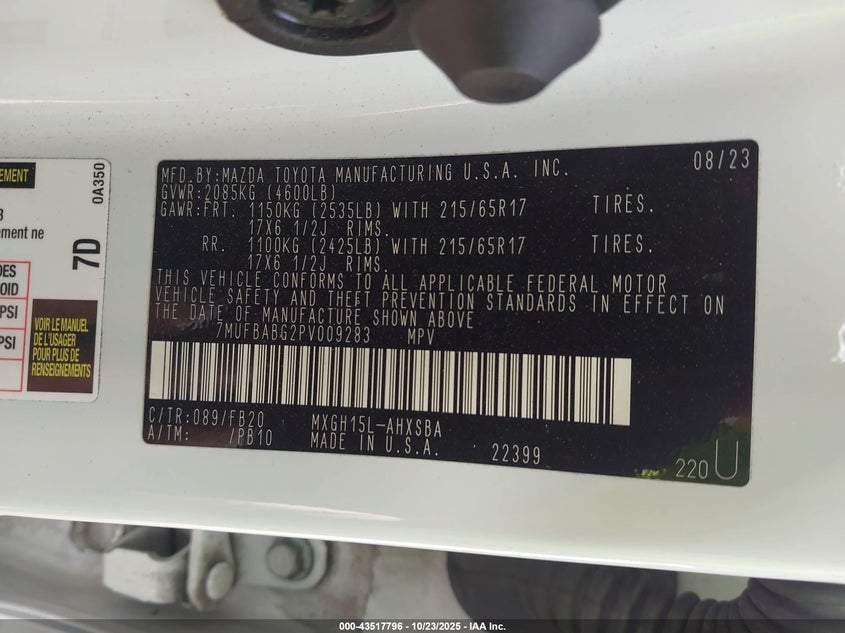 MFD.BY:MAZDA TOYOTA MANUFACTURING U.S.A. INC. 08/23
GVWR:2085KG (4600LB)
GAWR:FRT. 1150KG (2535LB) WITH 215/65R17 TIRES.
17X6 1/2J RIMS.
RR. 1100KG (2425LB) WITH 215/65R17 TIRES.
17X6 1/2J RIMS.
THIS VEHICLE CONFORMS TO ALL APPLICABLE FEDERAL MOTOR
VEHICLE SAFETY AND THEFT PREVENTION STANDARDS IN EFFECT ON
THE DATE OF MANUFACTURE SHOWN ABOVE
7MUFBABG2PV009283 MPV
C/TR:089/FB20 MXGH15L-AHXSBA
A/TM: /PB10 MADE IN U.S.A. 22399
220 U
EMENT
0A350
7D
ement ne
DES
OID
PSI
PSI
VOIR LE MANUEL
DE L'USAGER
POUR PLUS DE
RENSEIGNEMENTS
000-43517796 - 10/23/2025 - IAA Inc.